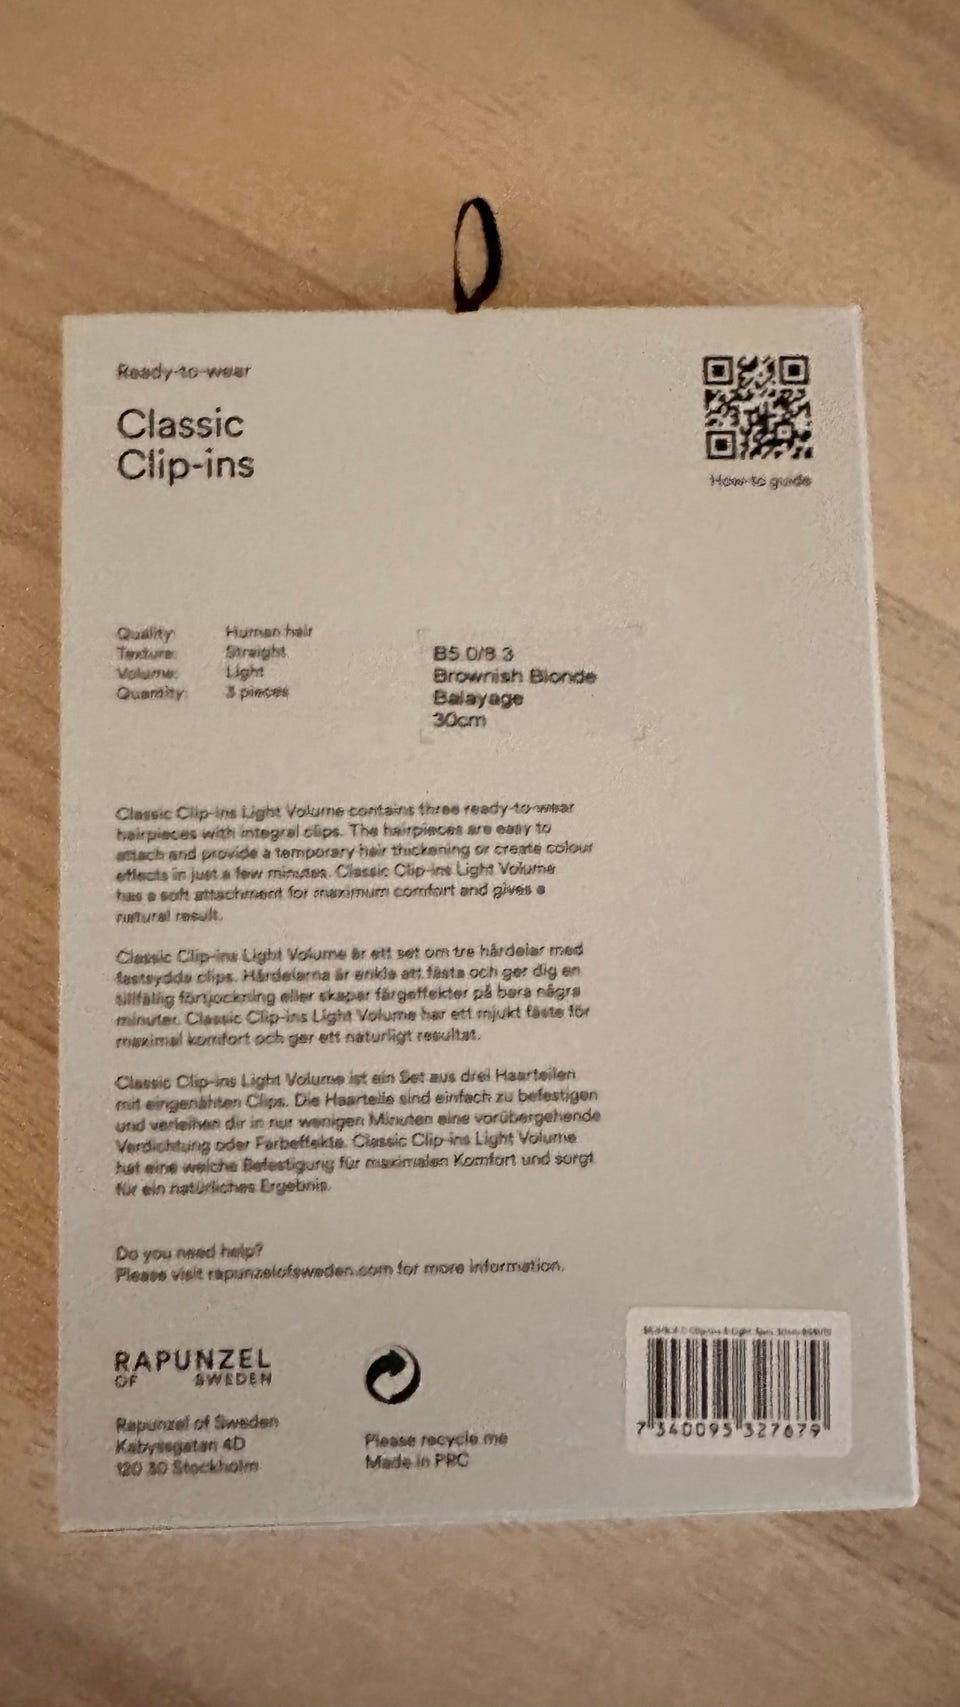 Ready-to-wear
Classic
Clip-ins
How-to guide
Quality: Human hair
Texture: Straight
Volume: Light
Quantity: 3 pieces
B5.0/8.3
Brownish Blonde
Balayage
30cm
Classic Clip-ins Light Volume contains three ready-to-wear
hairpieces with integral clips. The hairpieces are easy to
attach and provide a temporary hair thickening or create colour
effects in just a few minutes. Classic Clip-ins Light Volume
has a soft attachment for maximum comfort and gives a
natural result.
Classic Clip-ins Light Volume är ett set om tre hårdelar med
fastsydda clips. Hårdelarna är enkla att fästa och ger dig en
tillfällig förtjockning eller skapar färgeffekter på bara några
minuter. Classic Clip-ins Light Volume har ett mjukt fäste för
maximal komfort och ger ett naturligt resultat.
Classic Clip-ins Light Volume ist ein Set aus drei Haarteilen
mit eingenähten Clips. Die Haarteile sind einfach zu befestigen
und verleihen dir in nur wenigen Minuten eine vorübergehende
Verdichtung oder Farbeffekte. Classic Clip-ins Light Volume
hat eine weiche Befestigung für maximalen Komfort und sorgt
für ein natürliches Ergebnis.
Do you need help?
Please visit rapunzelofsweden.com for more information.
RAPUNZEL
OF SWEDEN
Rapunzel of Sweden
Kabyssgatan 4D
120 30 Stockholm
Please recycle me
Made in PRC
7 340095 327679